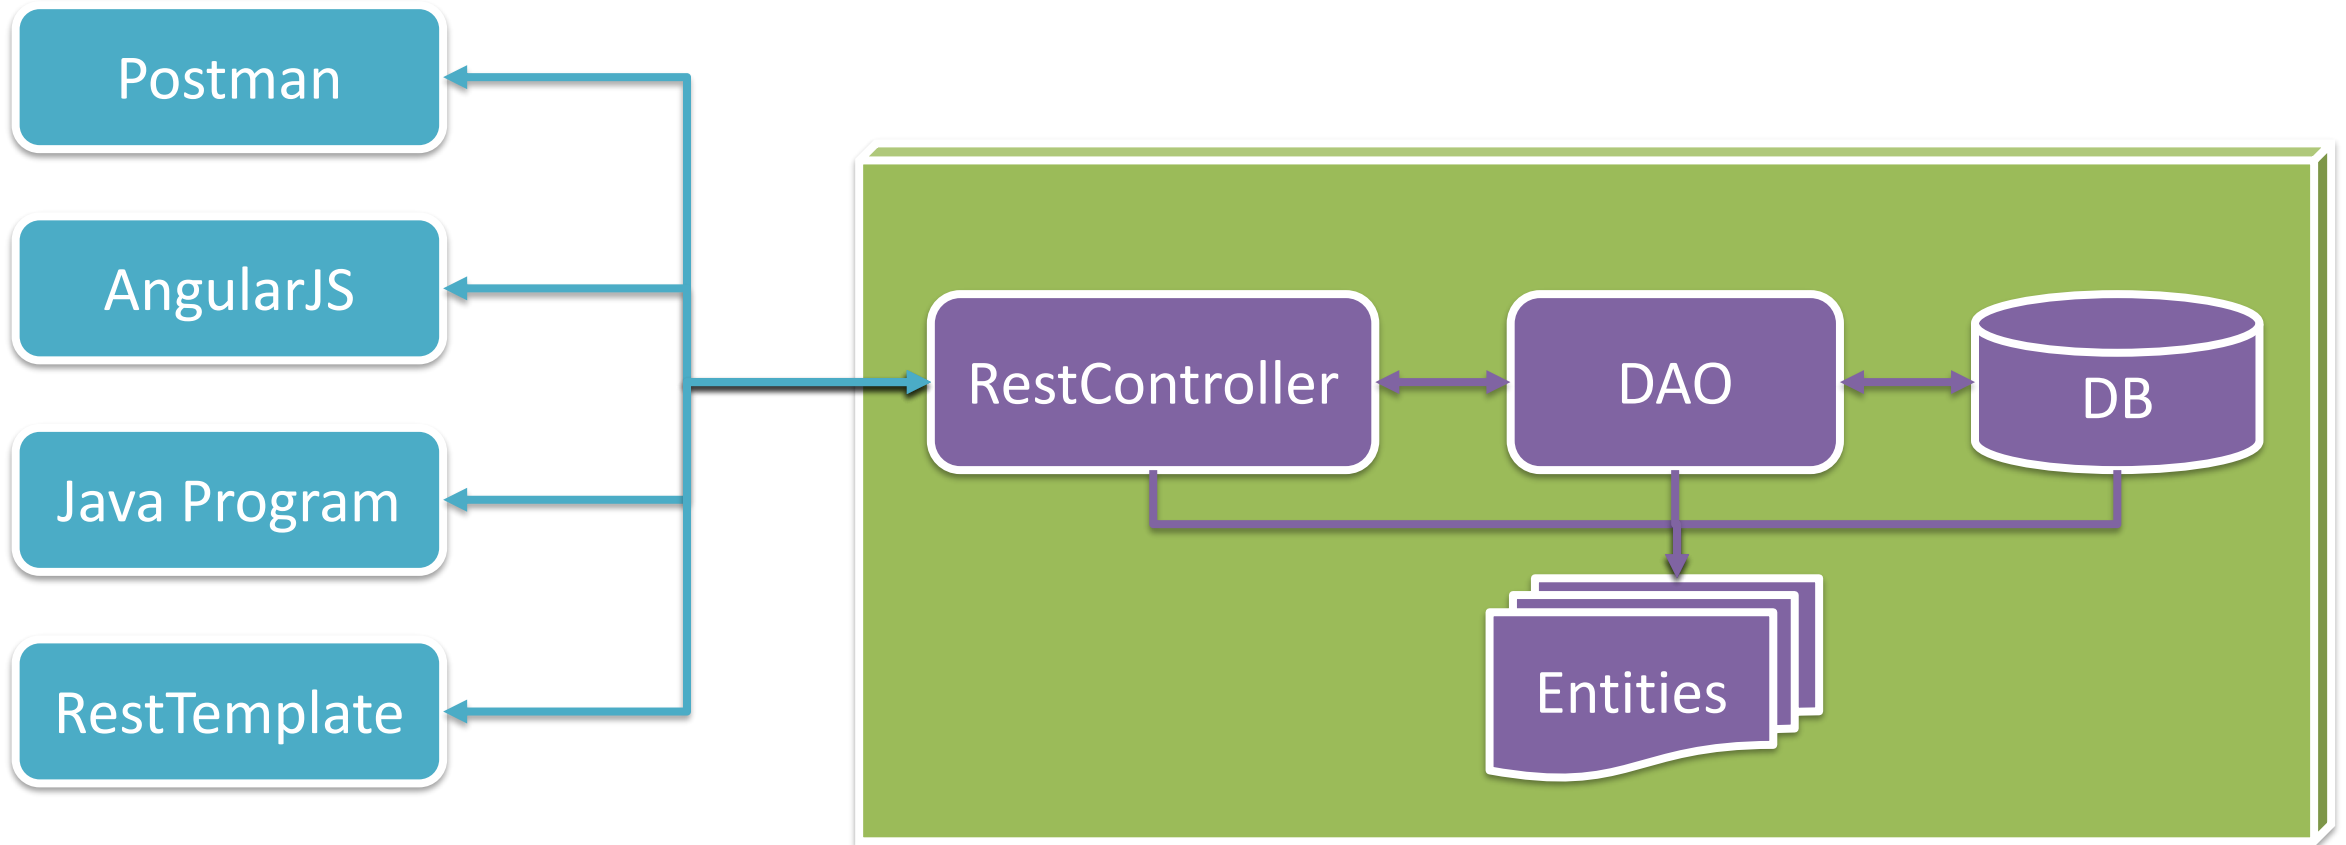 Postman
AngularJS
Java Program
RestTemplate
RestController
DAO
DB
Entities